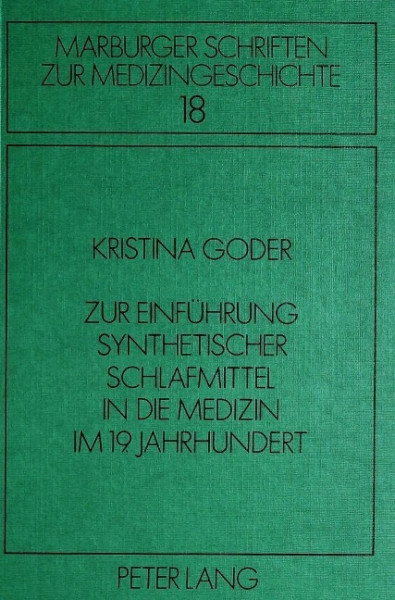 MARBURGER SCHRIFTEN
ZUR MEDIZINGESCHICHTE
18
KRISTINA GODER
ZUR EINFÜHRUNG
SYNTHETISCHER
SCHLAFMITTEL
IN DIE MEDIZIN
IM 19. JAHRHUNDERT
PETER LANG